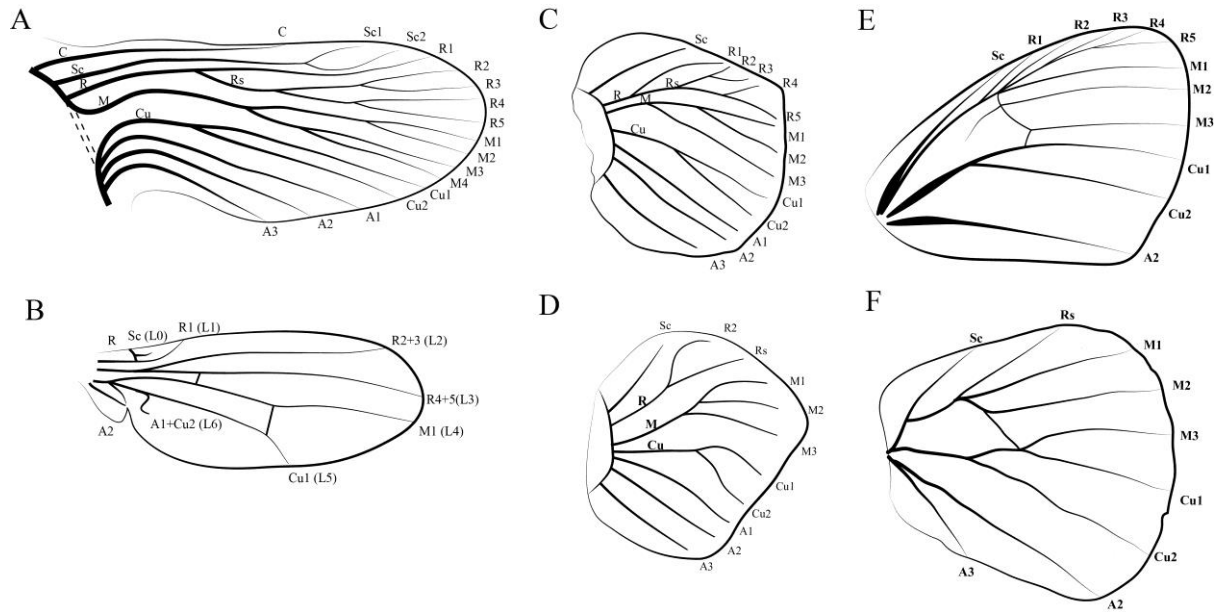 A
C
C
Sc1
Sc2
R1
R2
R3
R4
R5
M1
M2
M3
M4
Cu1
Cu2
A1
A2
A3
Sc
R
M
Rs
Cu
B
R
Sc (L0)
R1 (L1)
R2+3 (L2)
R4+5(L3)
M1 (L4)
Cu1 (L5)
A1+Cu2 (L6)
A2
C
Sc
R1
R2
R3
R4
R5
M1
M2
M3
Cu1
Cu2
A1
A2
A3
R
M
Rs
Cu
D
Sc
R2
Rs
M1
M2
M3
Cu1
Cu2
A1
A2
A3
R
M
Cu
E
Sc
R1
R2
R3
R4
R5
M1
M2
M3
Cu1
Cu2
A2
F
Sc
Rs
M1
M2
M3
Cu1
Cu2
A2
A3